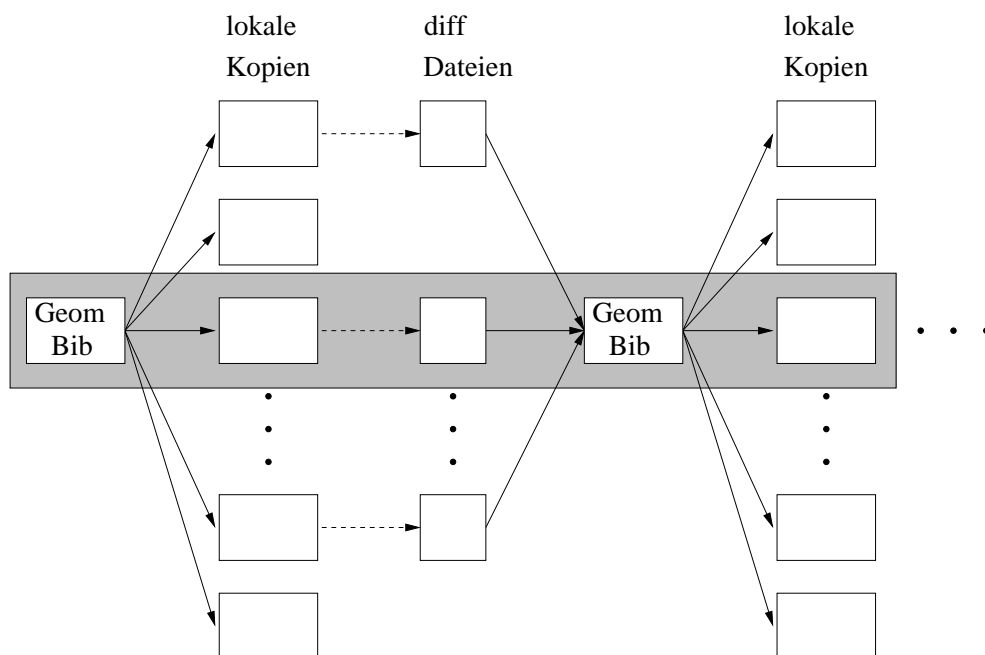 lokale
Kopien
diff
Dateien
lokale
Kopien
Geom
Bib
Geom
Bib